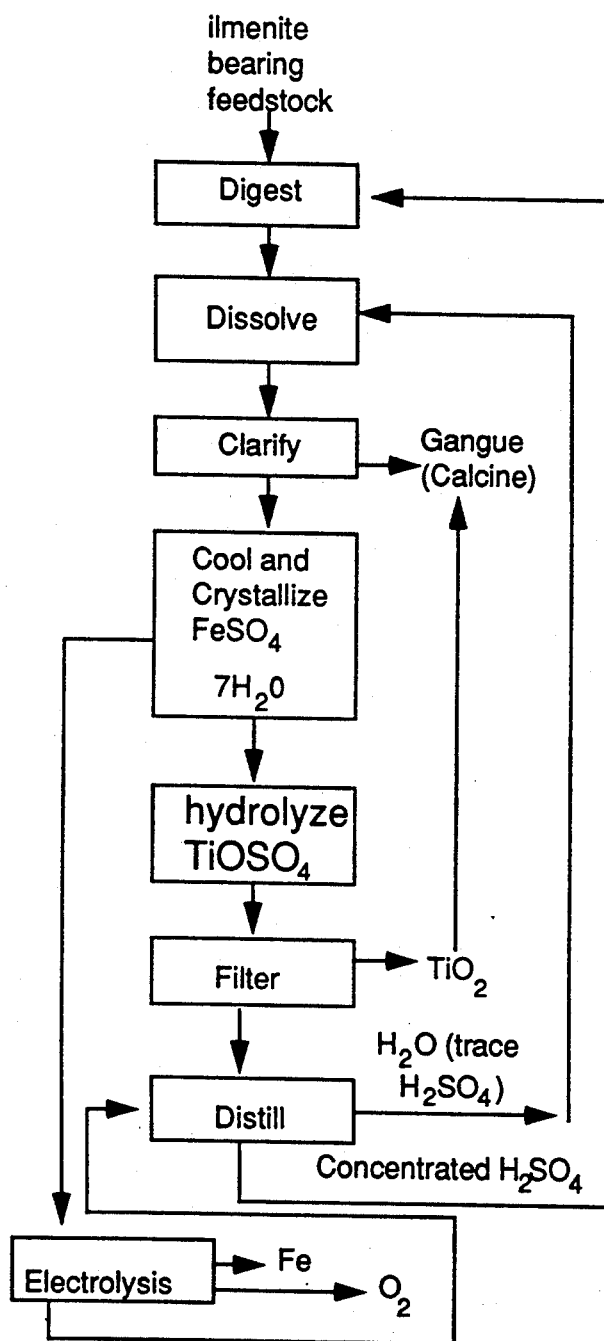 ilmenite
bearing
feedstock
Digest
Dissolve
Clarify
Gangue
(Calcine)
Cool and
Crystallize
FeSO4
7H20
hydrolyze
TiOSO4
Filter
TiO2
H2O (trace
H2SO4)
Distill
Concentrated H2SO4
Electrolysis
Fe
O2